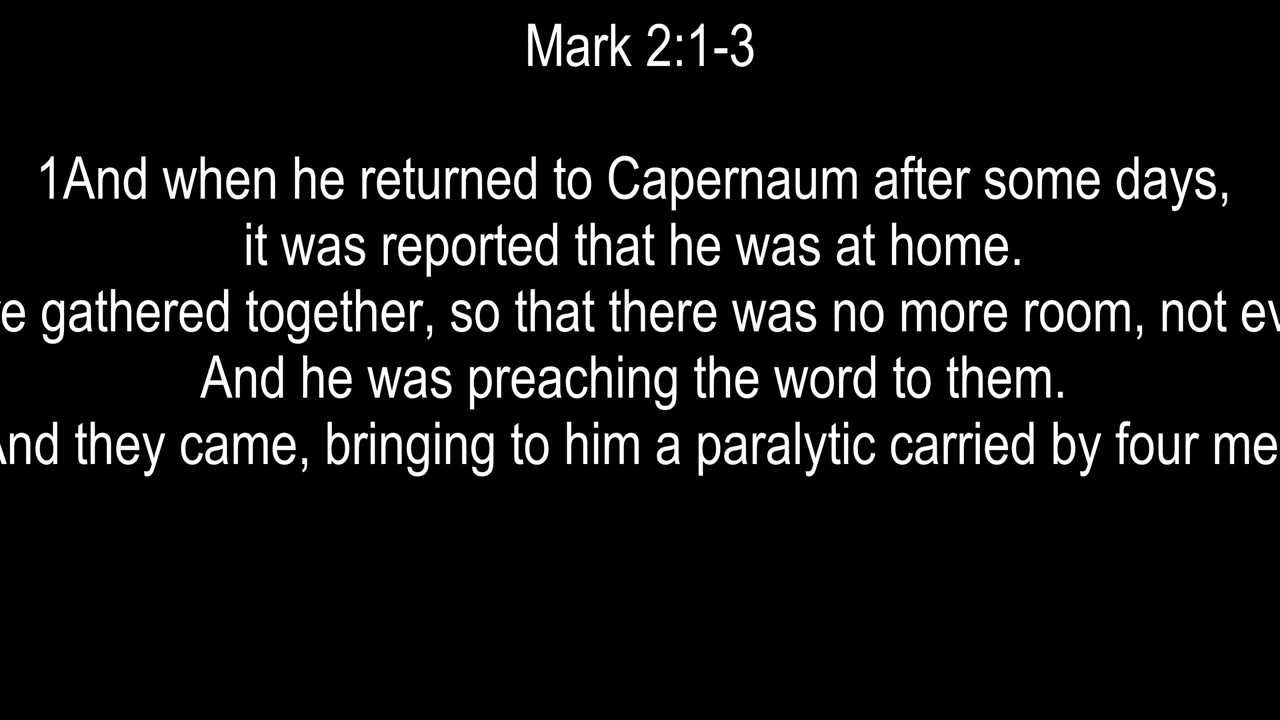 Mark 2:1-3
1And when he returned to Capernaum after some days,
it was reported that he was at home.
gathered together, so that there was no more room, not
And he was preaching the word to them.
they came, bringing to him a paralytic carried by four